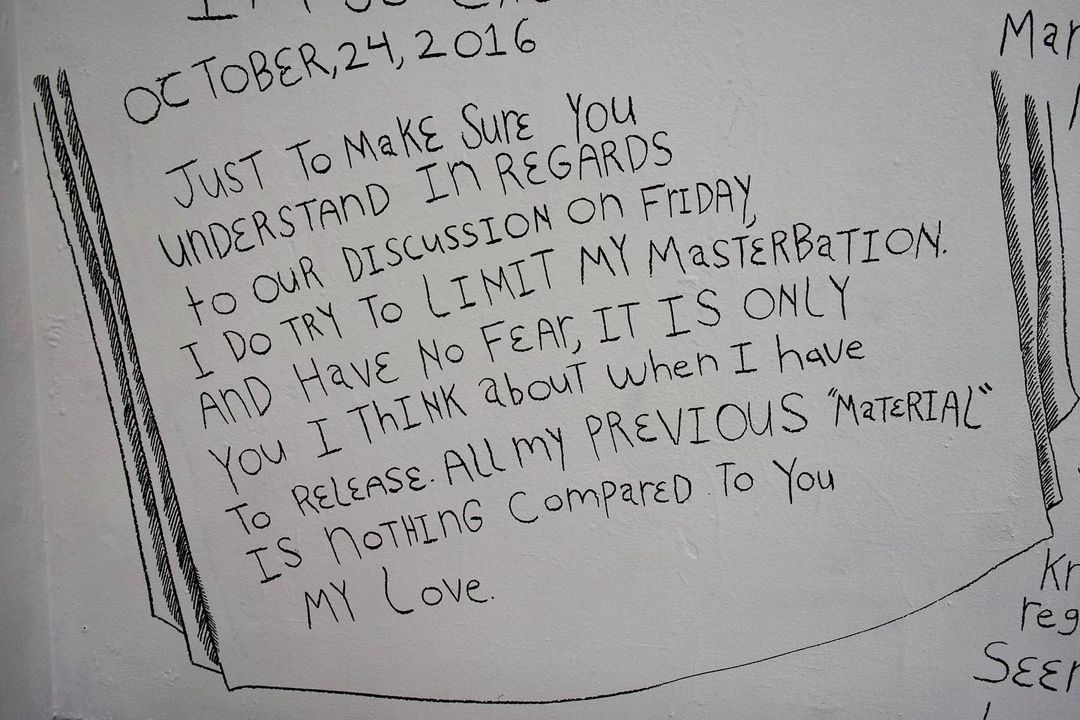 OCTOBER, 24, 2016
JUST TO MAKE SURE YOU
UNDERSTAND IN REGARDS
to OUR DISCUSSION ON FRIDAY,
I DO TRY TO LIMIT MY MASTERBATION.
AND HAVE NO FEAR, IT IS ONLY
YOU I THINK about when I have
TO RELEASE. All my PREVIOUS "MATERIAL"
IS NOTHING COMPARED TO YOU
MY LOVE.
Mar
Kr
reg
SEEr